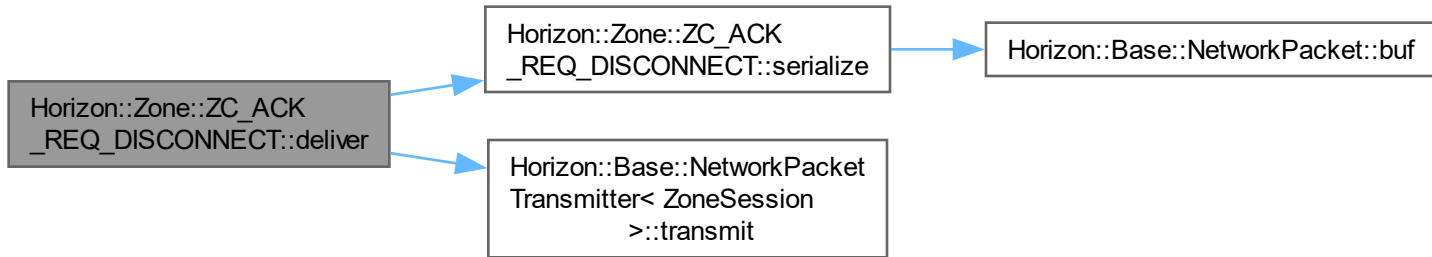 Horizon::Zone::ZC_ACK
_REQ_DISCONNECT::deliver
Horizon::Zone::ZC_ACK
_REQ_DISCONNECT::serialize
Horizon::Base::NetworkPacket::buf
Horizon::Base::NetworkPacket
Transmitter< ZoneSession
>::transmit